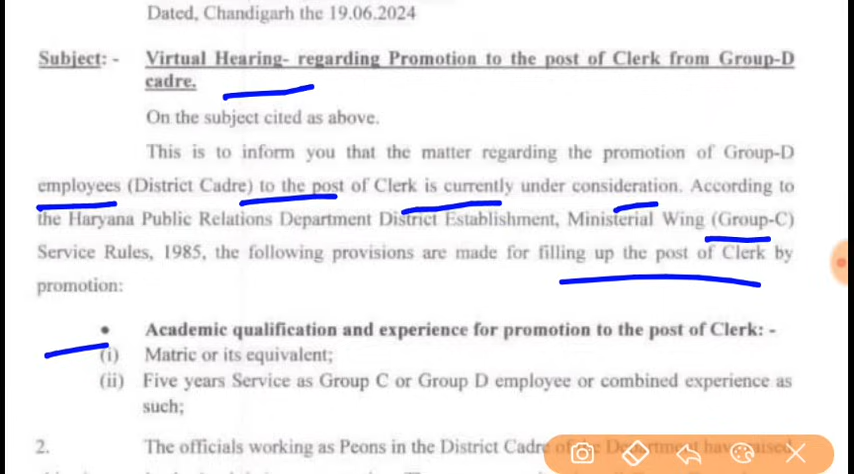 Dated, Chandigarh the 19.06.2024
Subject: - Virtual Hearing- regarding Promotion to the post of Clerk from Group-D
cadre.
On the subject cited as above.
This is to inform you that the matter regarding the promotion of Group-D
employees (District Cadre) to the post of Clerk is currently under consideration. According to
the Haryana Public Relations Department District Establishment, Ministerial Wing (Group-C)
Service Rules, 1985, the following provisions are made for filling up the post of Clerk by
promotion:
• Academic qualification and experience for promotion to the post of Clerk: -
(i) Matric or its equivalent;
(ii) Five years Service as Group C or Group D employee or combined experience as
such;
2. The officials working as Peons in the District Cadre of the Department have raised